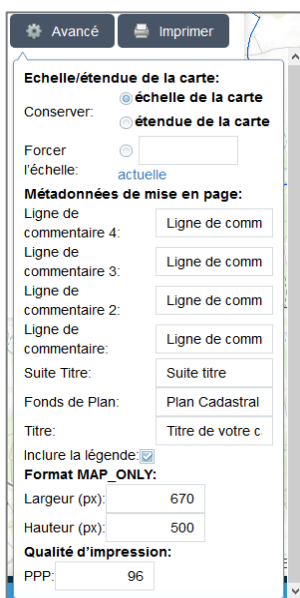 Avancé Imprimer
Echelle/étendue de la carte:
Conserver: échelle de la carte
étendue de la carte
Forcer
l'échelle:
actuelle
Métadonnées de mise en page:
Ligne de
commentaire 4: Ligne de comm
Ligne de
commentaire 3: Ligne de comm
Ligne de
commentaire 2: Ligne de comm
Ligne de
commentaire: Ligne de comm
Suite Titre: Suite titre
Fonds de Plan: Plan Cadastral
Titre: Titre de votre c
Inclure la légende:
Format MAP_ONLY:
Largeur (px): 670
Hauteur (px): 500
Qualité d'impression:
PPP: 96